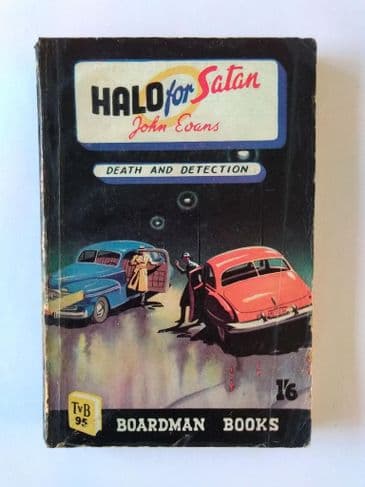 HALO for Satan
John Evans
DEATH AND DETECTION
1'6
TVB
95
BOARDMAN BOOKS